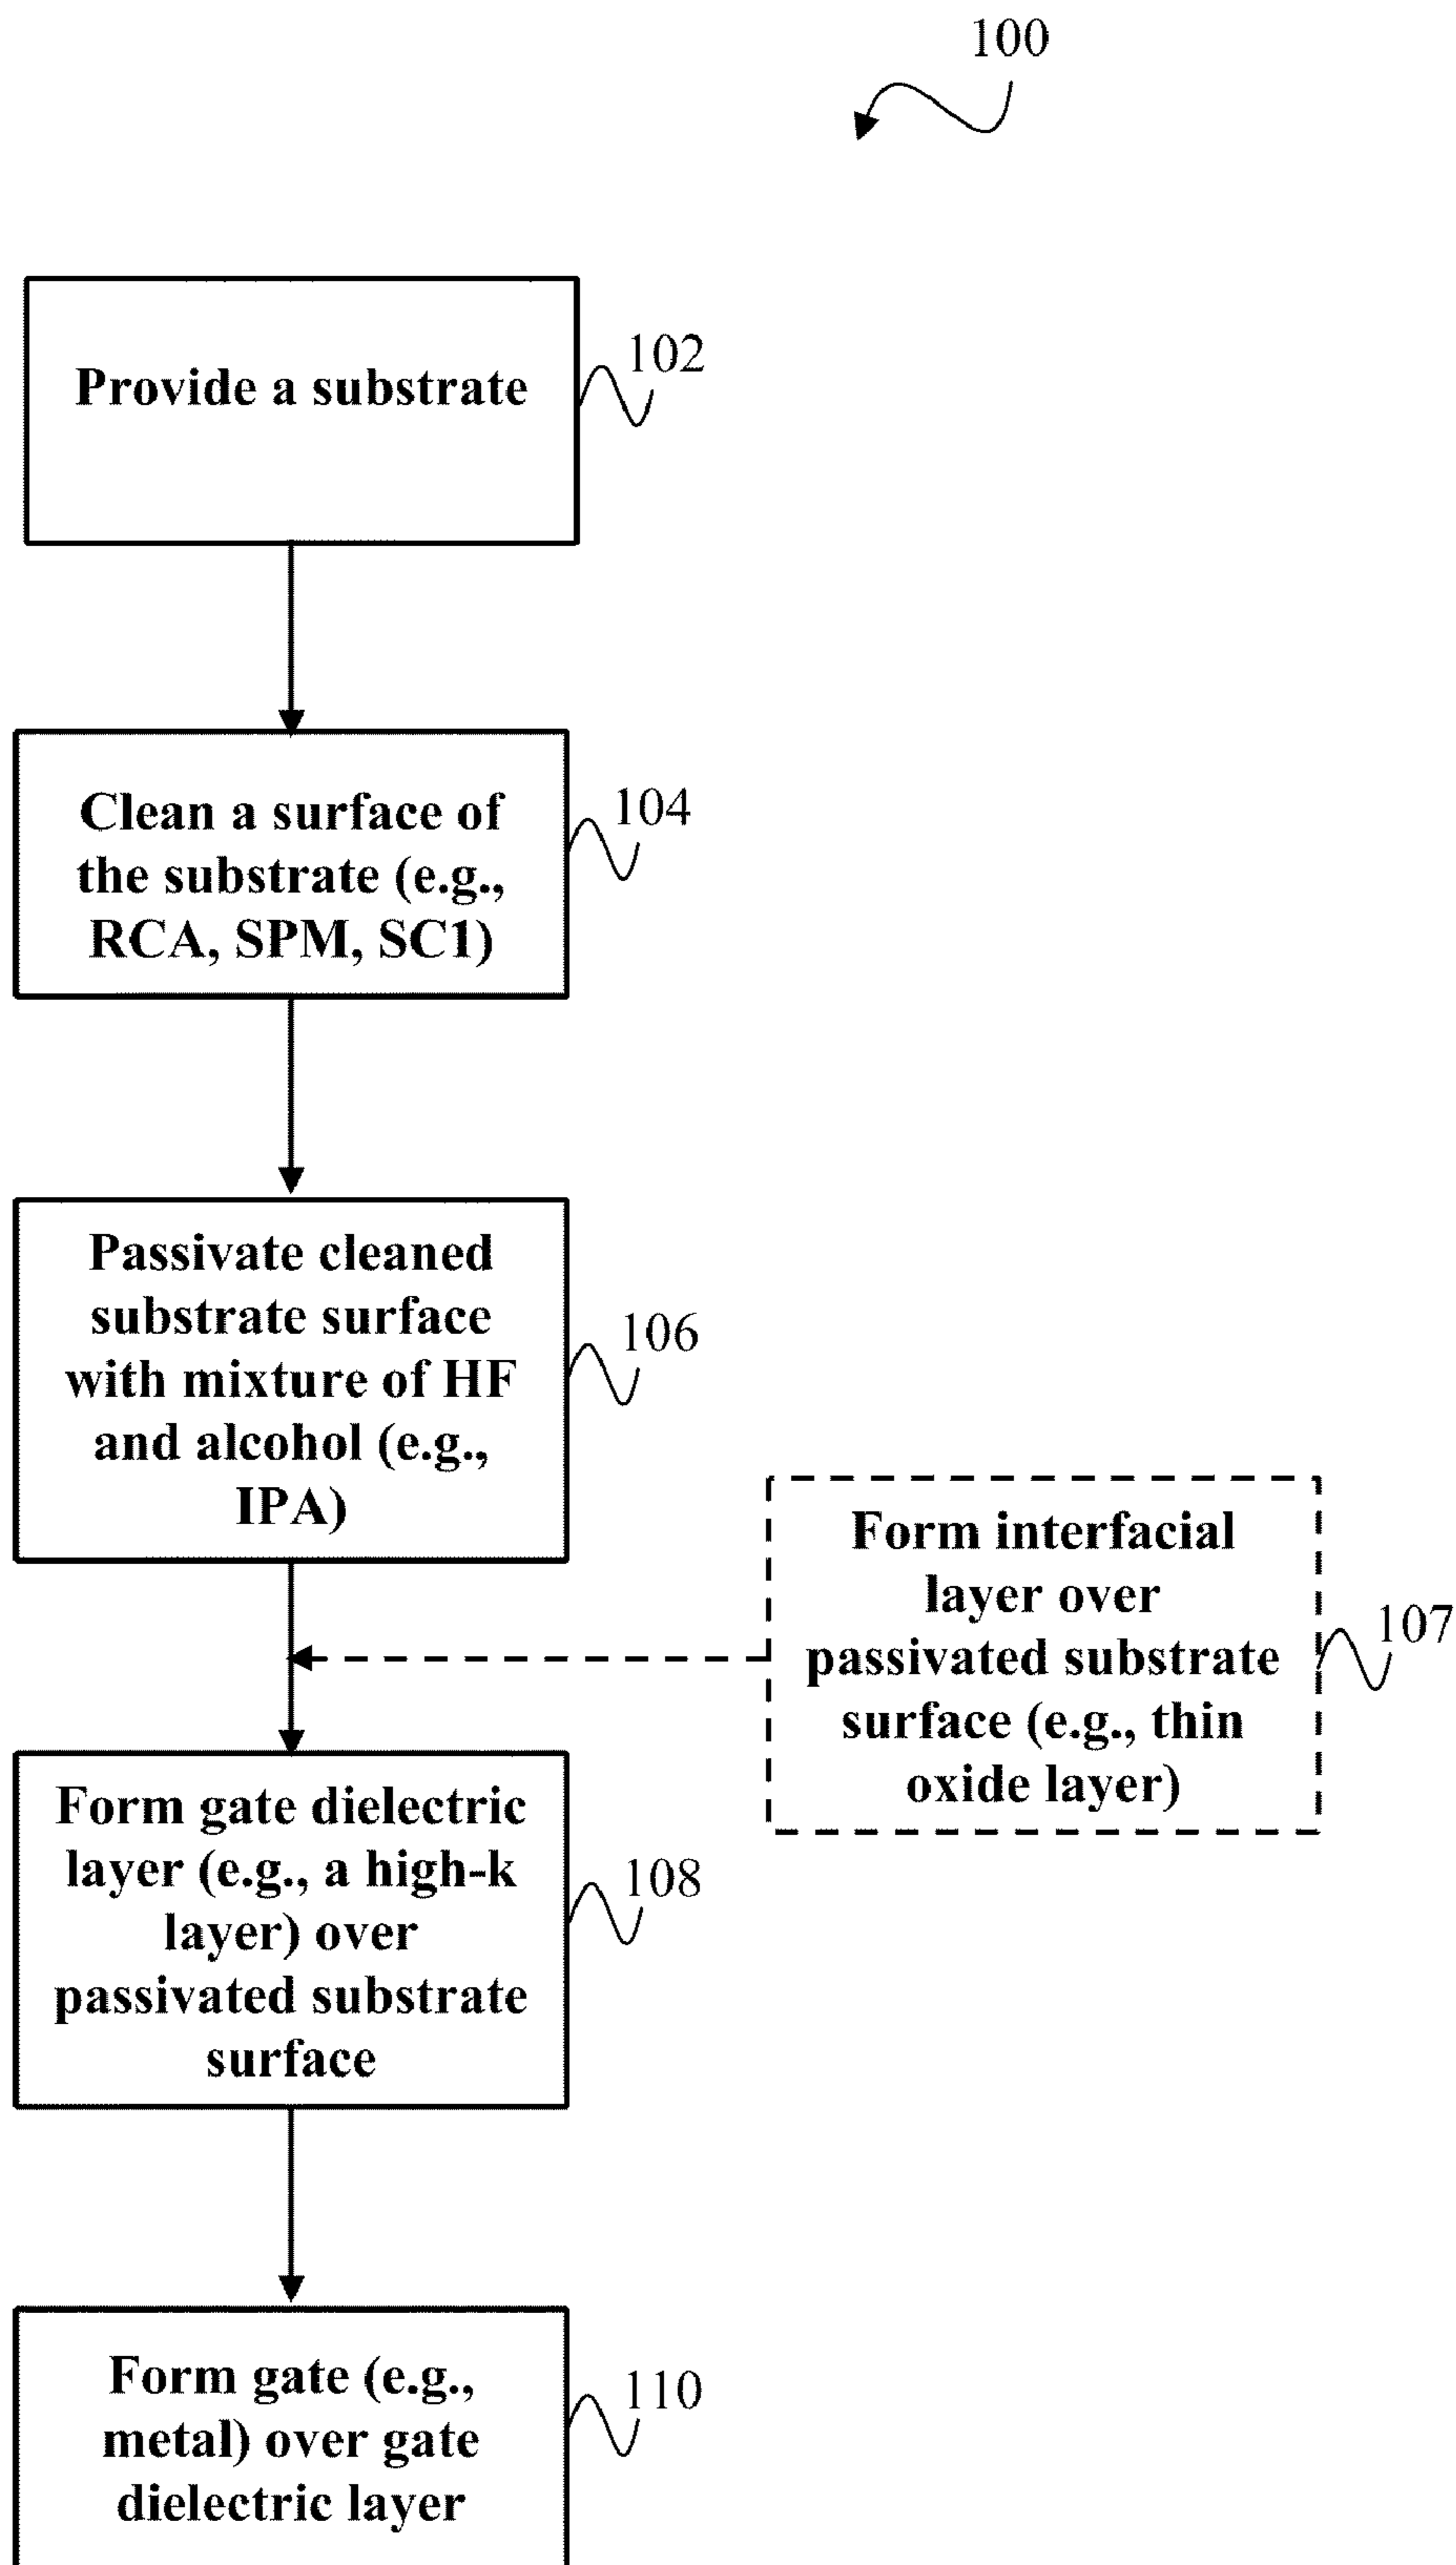 100
Provide a substrate
102
Clean a surface of
the substrate (e.g.,
RCA, SPM, SC1)
104
Passivate cleaned
substrate surface
with mixture of HF
and alcohol (e.g.,
IPA)
106
Form interfacial
layer over
passivated substrate
surface (e.g., thin
oxide layer)
107
Form gate dielectric
layer (e.g., a high-k
layer) over
passivated substrate
surface
108
Form gate (e.g.,
metal) over gate
dielectric layer
110